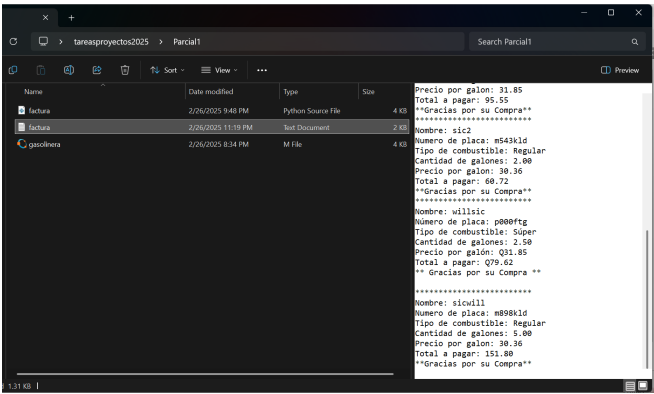 tareasproyectos2025 > Parcial1
Search Parcial1
Sort
View
Preview
Name Date modified Type Size
factura 2/26/2025 9:48 PM Python Source File 4 KB
factura 2/26/2025 11:19 PM Text Document 2 KB
gasolinera 2/26/2025 8:34 PM M File 4 KB
1.31 KB
Precio por galon: 31.85
Total a pagar: 95.55
**Gracias por su Compra**
*************************
Nombre: sic2
Numero de placa: m543kld
Tipo de combustible: Regular
Cantidad de galones: 2.00
Precio por galon: 30.36
Total a pagar: 60.72
**Gracias por su Compra**
*************************
Nombre: willsic
Número de placa: p000ftg
Tipo de combustible: Súper
Cantidad de galones: 2.50
Precio por galón: Q31.85
Total a pagar: Q79.62
** Gracias por su Compra **
*************************
Nombre: sicwill
Numero de placa: m898kld
Tipo de combustible: Regular
Cantidad de galones: 5.00
Precio por galon: 30.36
Total a pagar: 151.80
**Gracias por su Compra**